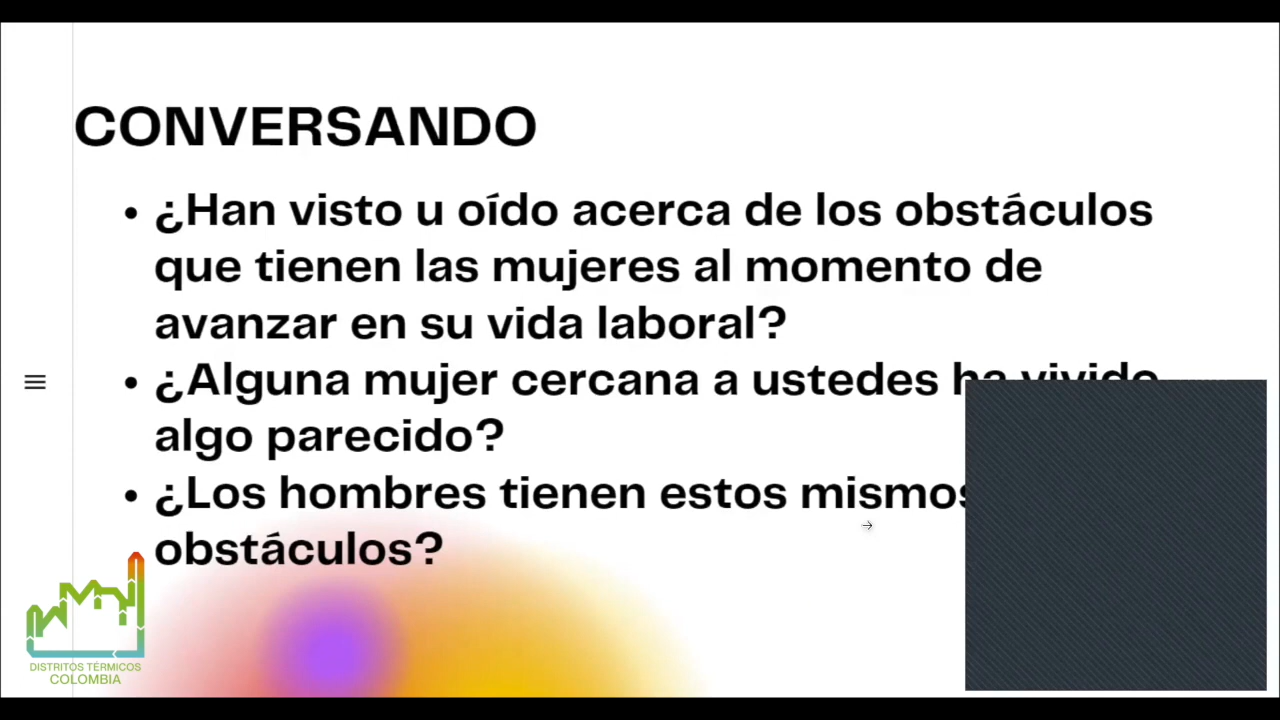 CONVERSANDO
• ¿Han visto u oído acerca de los obstáculos
que tienen las mujeres al momento de
avanzar en su vida laboral?
• ¿Alguna mujer cercana a ustedes ha vivido
algo parecido?
• ¿Los hombres tienen estos mismos
obstáculos?
DISTRITOS TÉRMICOS
COLOMBIA